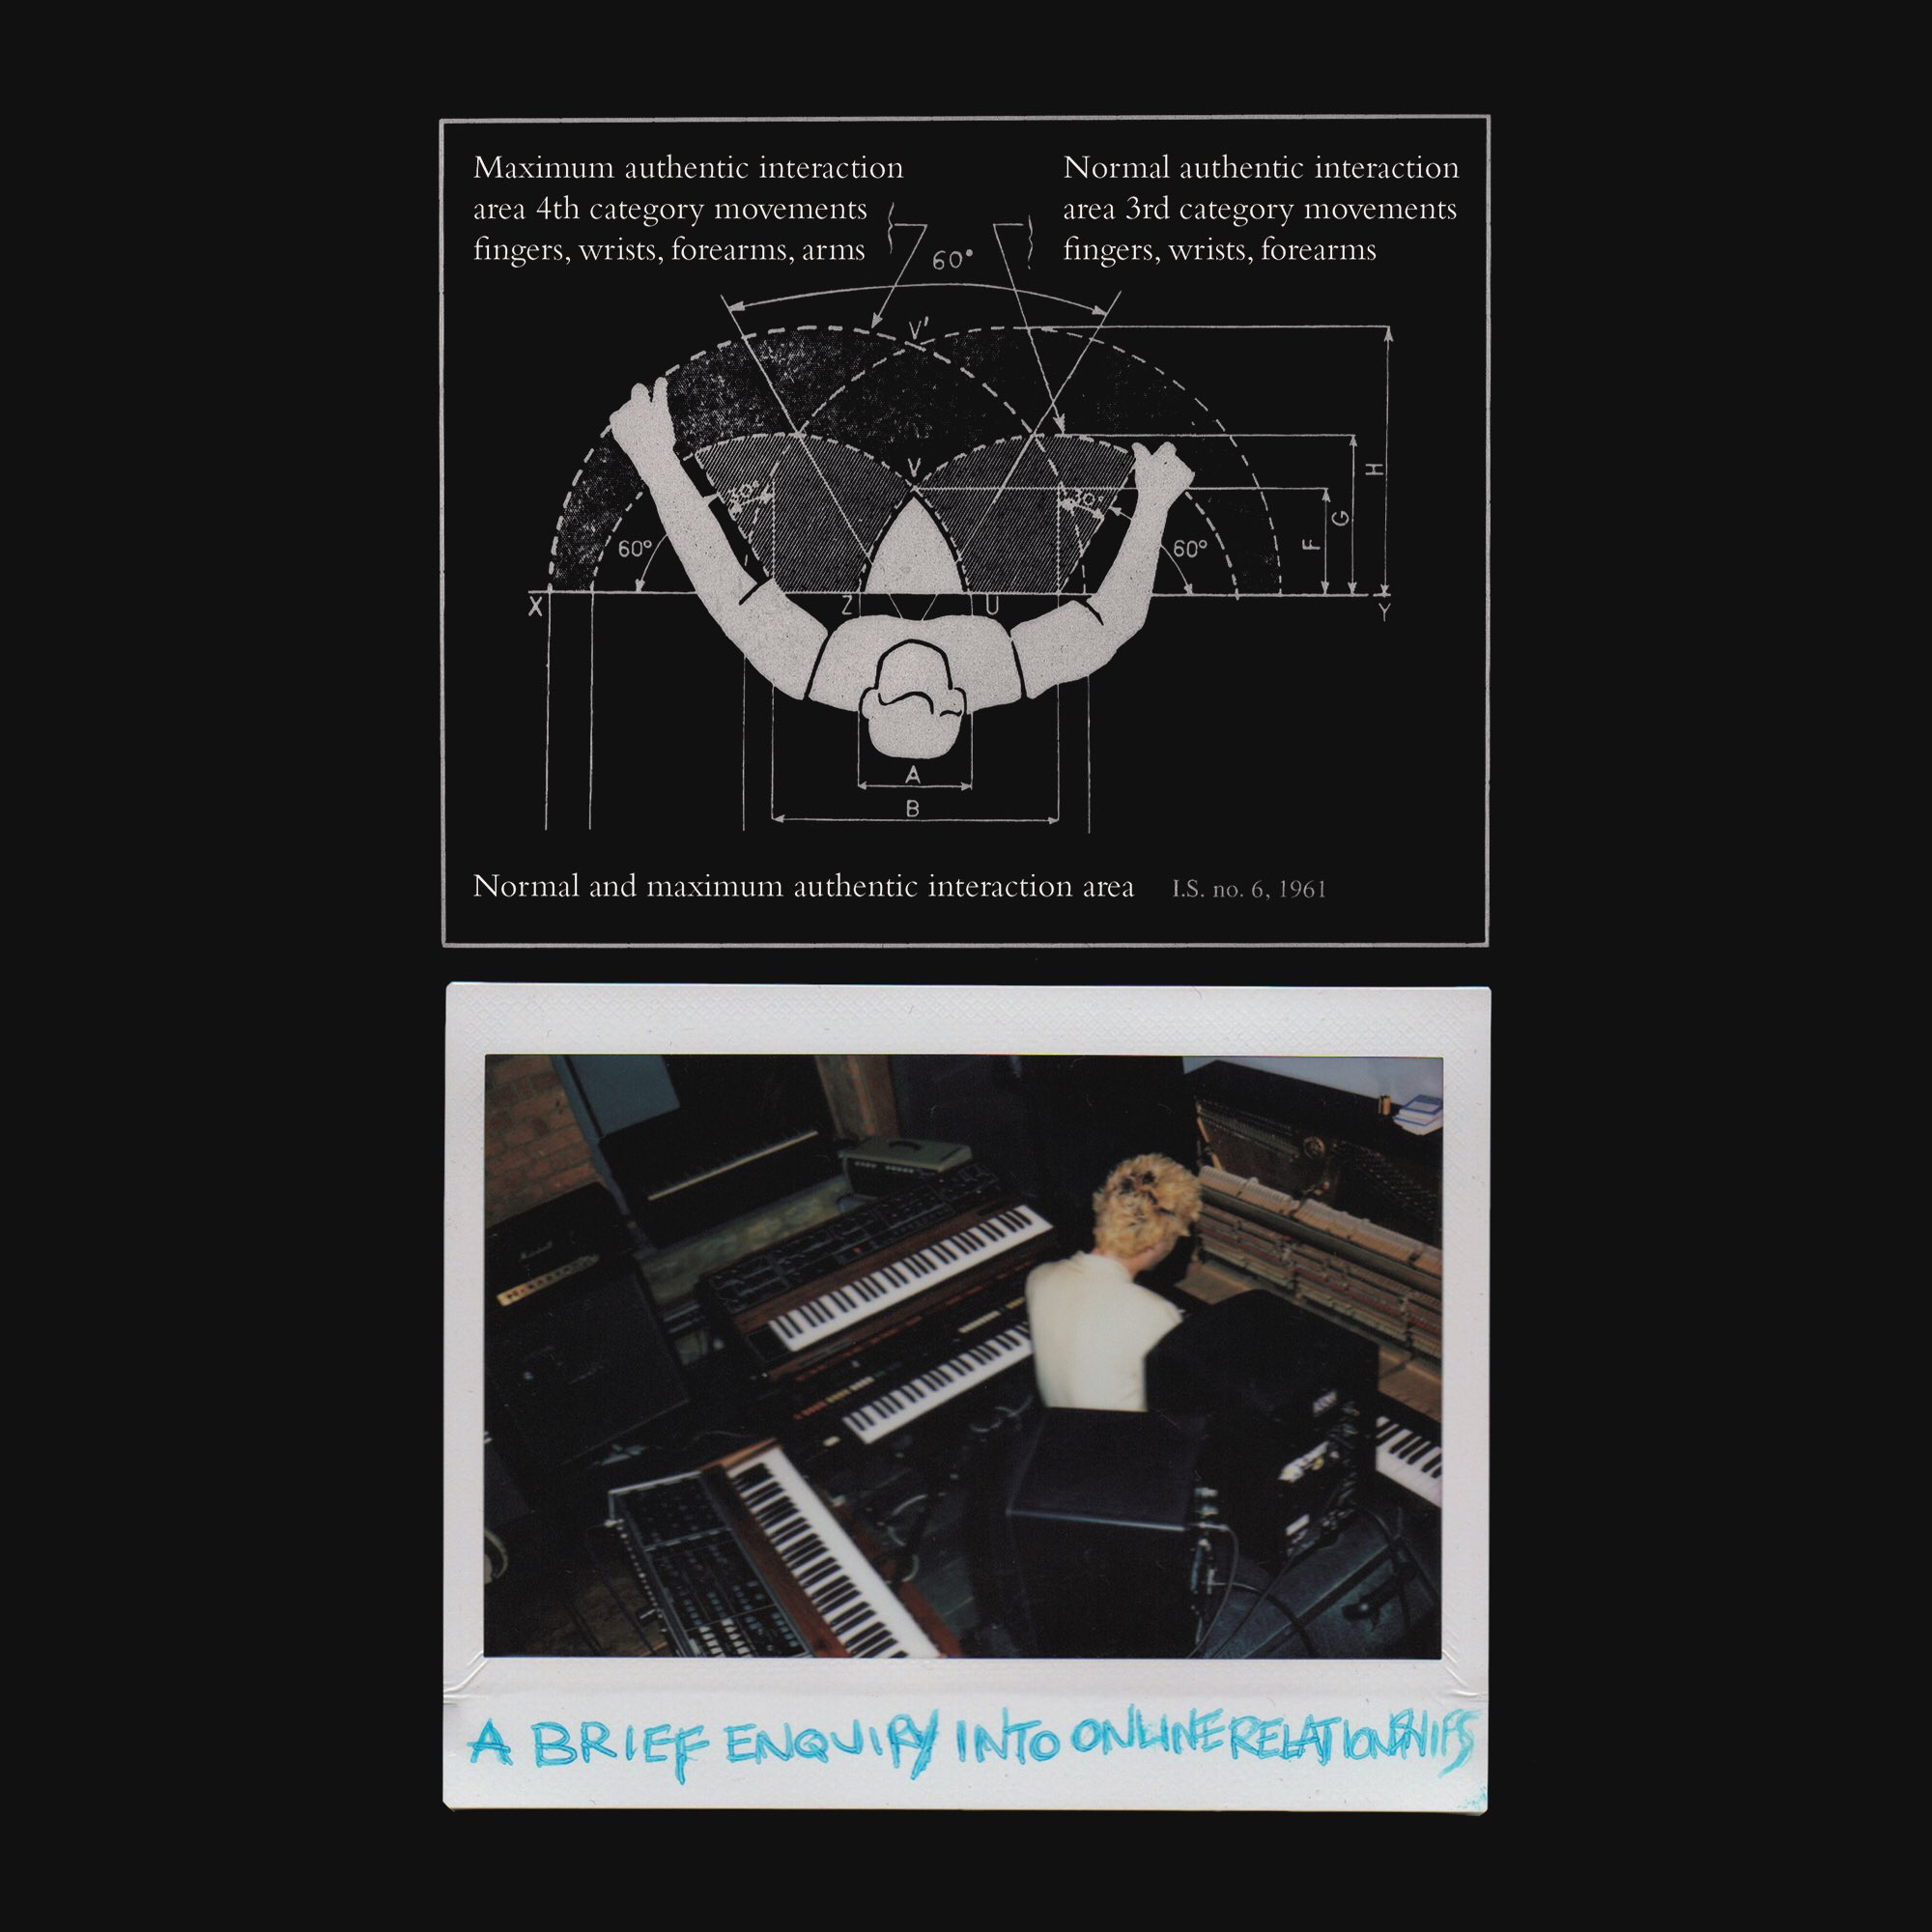 Maximum authentic interaction
area 4th category movements
fingers, wrists, forearms, arms
Normal authentic interaction
area 3rd category movements
fingers, wrists, forearms
60°
V'
V
30°
30°
60°
60°
H
G
F
X
Z
U
Y
A
B
Normal and maximum authentic interaction area I.S. no. 6, 1961
A BRIEF ENQUIRY INTO ONLINE RELATIONSHIPS